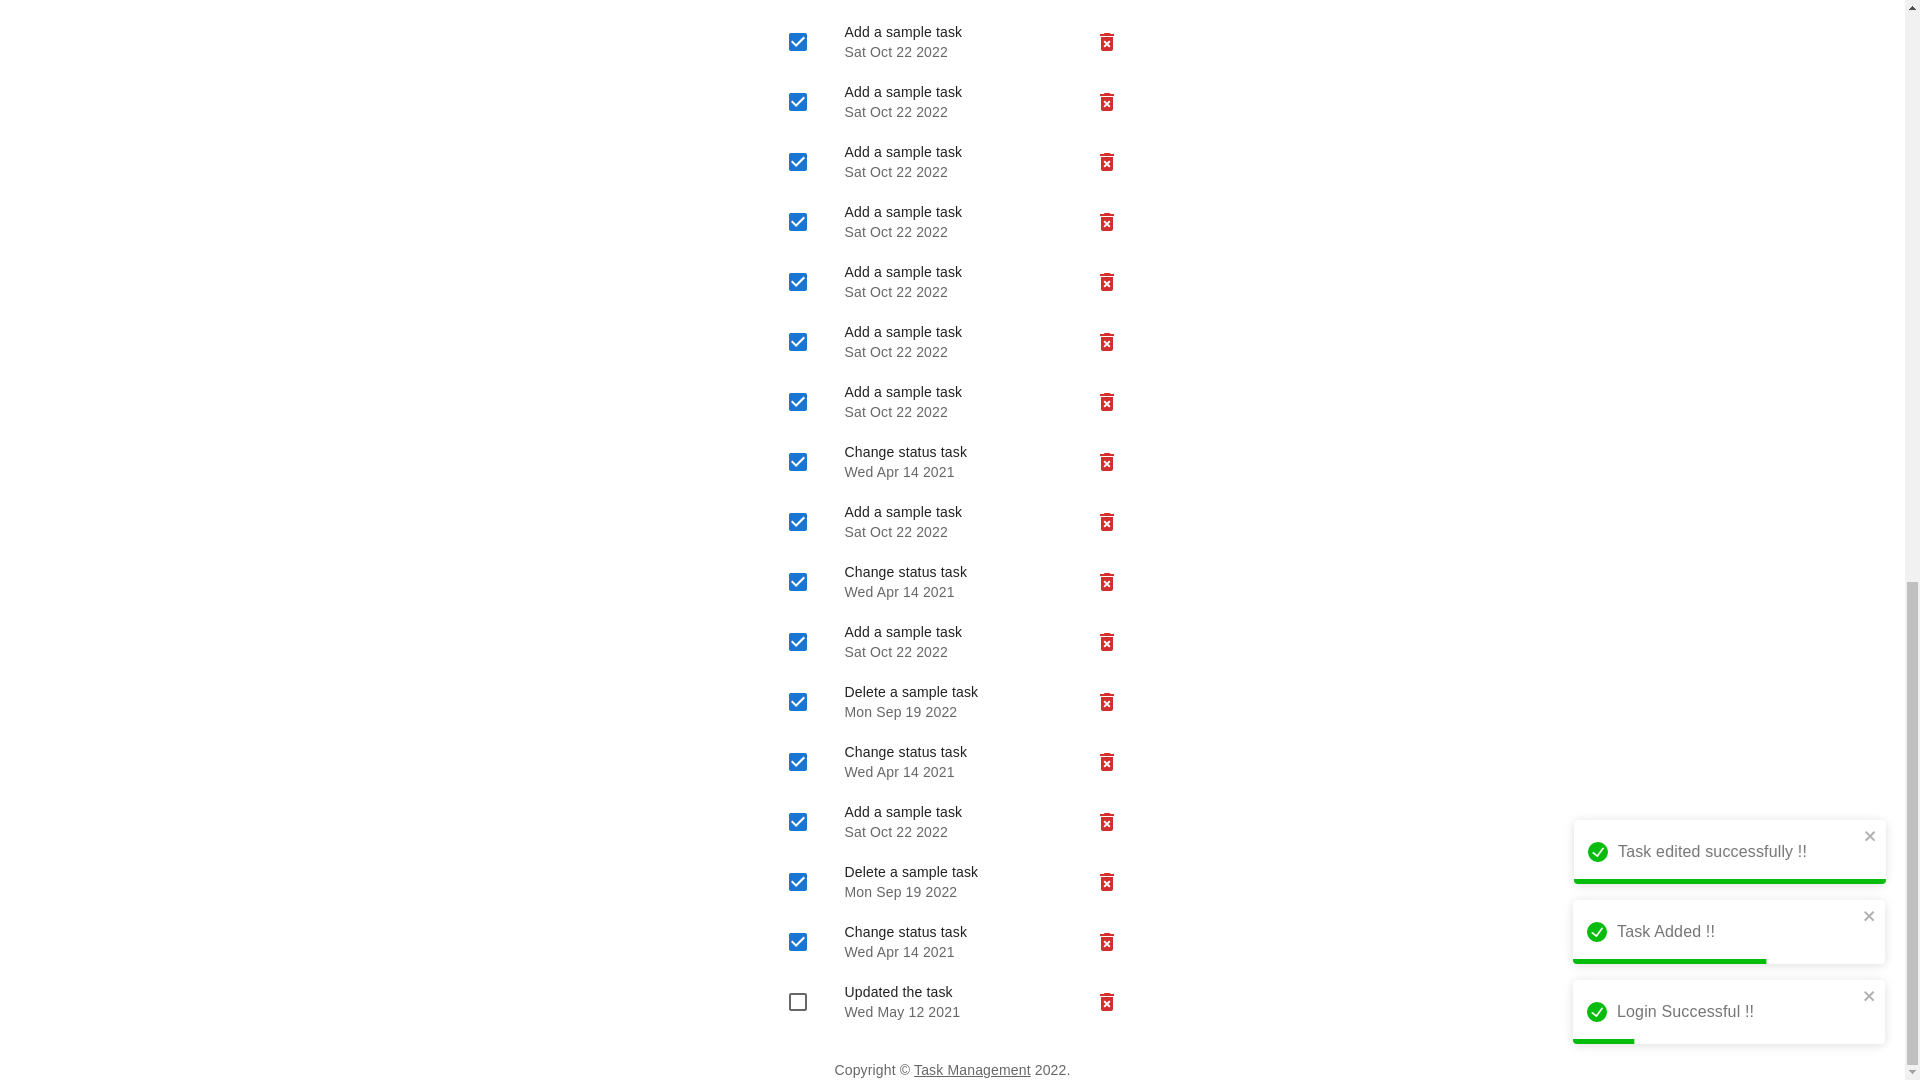 Add a sample task
Sat Oct 22 2022
Add a sample task
Sat Oct 22 2022
Add a sample task
Sat Oct 22 2022
Add a sample task
Sat Oct 22 2022
Add a sample task
Sat Oct 22 2022
Add a sample task
Sat Oct 22 2022
Add a sample task
Sat Oct 22 2022
Change status task
Wed Apr 14 2021
Add a sample task
Sat Oct 22 2022
Change status task
Wed Apr 14 2021
Add a sample task
Sat Oct 22 2022
Delete a sample task
Mon Sep 19 2022
Change status task
Wed Apr 14 2021
Add a sample task
Sat Oct 22 2022
Delete a sample task
Mon Sep 19 2022
Change status task
Wed Apr 14 2021
Updated the task
Wed May 12 2021
Copyright © Task Management 2022.
Task edited successfully !!
Task Added !!
Login Successful !!